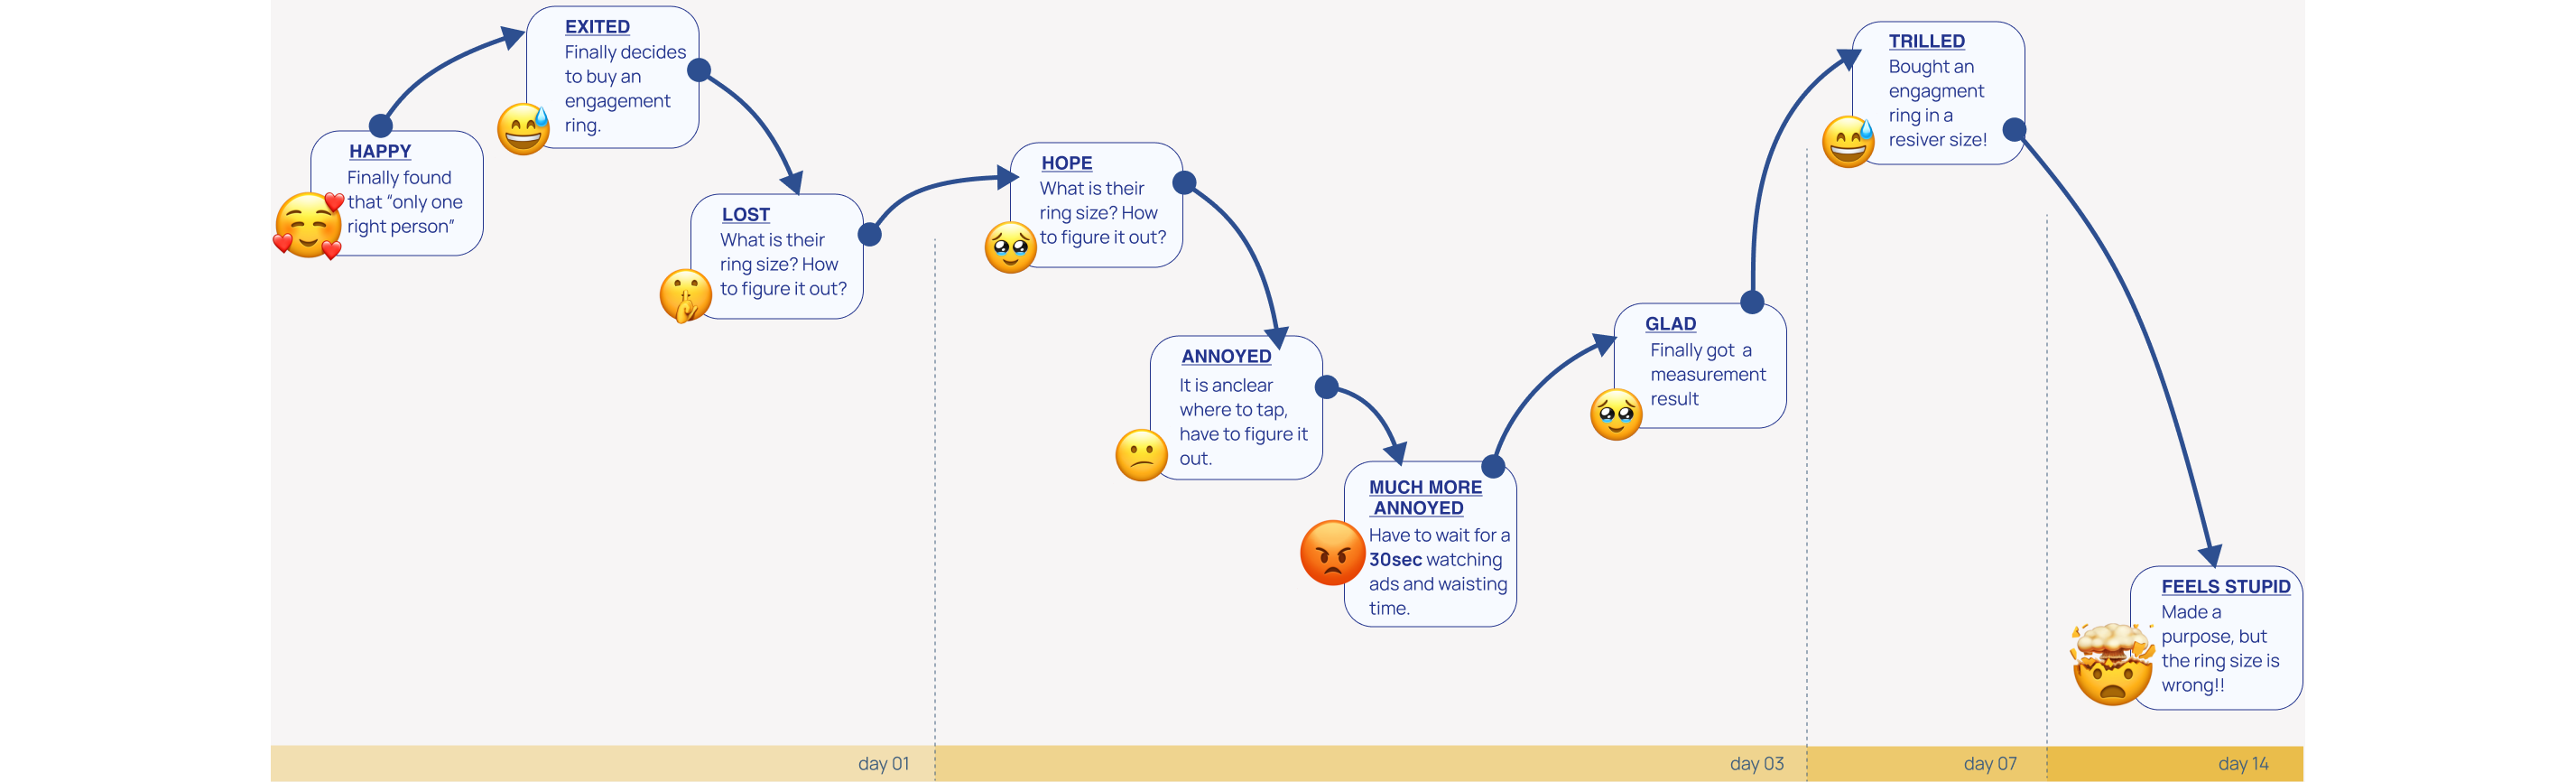 HAPPY
Finally found
that “only one
right person”
EXITED
Finally decides
to buy an
engagement
ring.
LOST
What is their
ring size? How
to figure it out?
HOPE
What is their
ring size? How
to figure it out?
ANNOYED
It is anclear
where to tap,
have to figure it
out.
MUCH MORE
ANNOYED
Have to wait for a
30sec watching
ads and waisting
time.
GLAD
Finally got a
measurement
result
TRILLED
Bought an
engagment
ring in a
resiver size!
FEELS STUPID
Made a
purpose, but
the ring size is
wrong!!
day 01
day 03
day 07
day 14